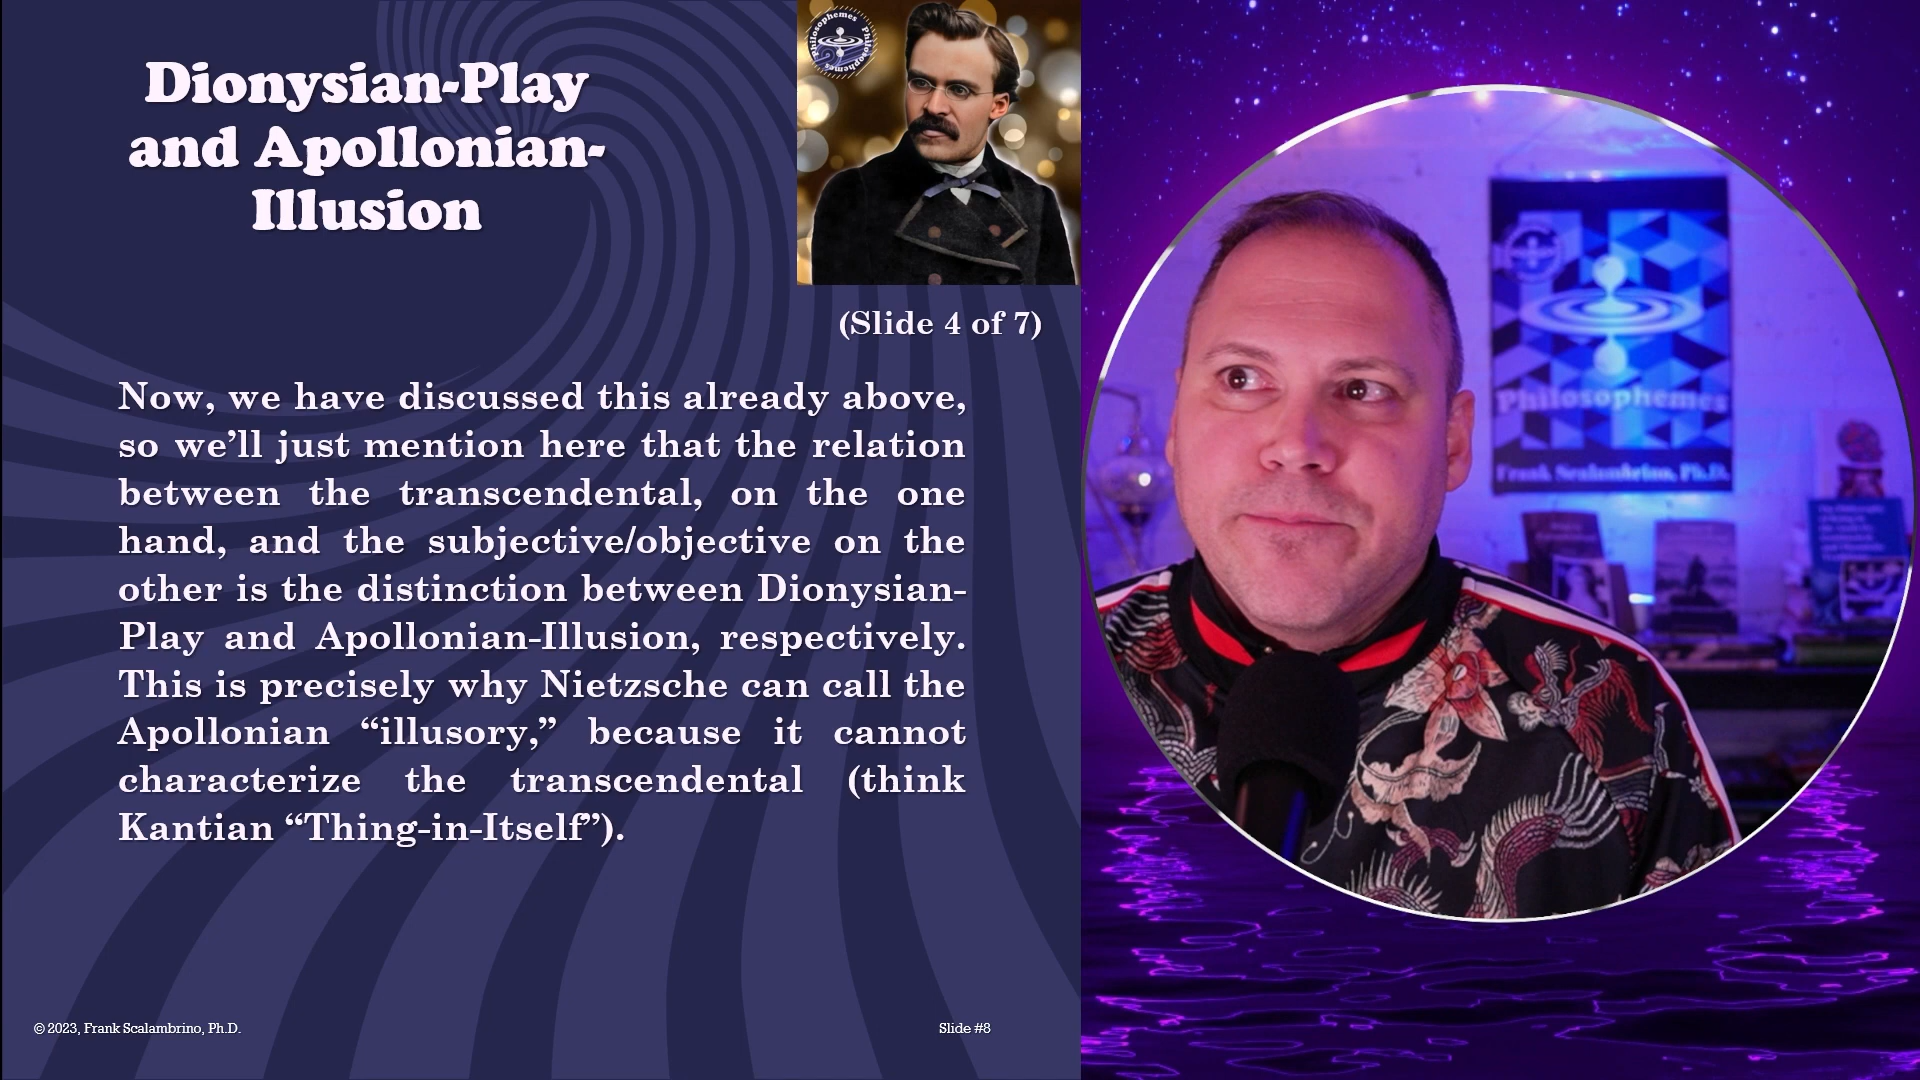 Dionysian-Play
and Apollonian-
Illusion
Philosophemes
Philosophemes
(Slide 4 of 7)
Now, we have discussed this already above,
so we’ll just mention here that the relation
between the transcendental, on the one
hand, and the subjective/objective on the
other is the distinction between Dionysian-
Play and Apollonian-Illusion, respectively.
This is precisely why Nietzsche can call the
Apollonian “illusory,” because it cannot
characterize the transcendental (think
Kantian “Thing-in-Itself”).
© 2023, Frank Scalambrino, Ph.D.
Slide #8
Philosophemes
Frank Scalambrino, Ph.D.